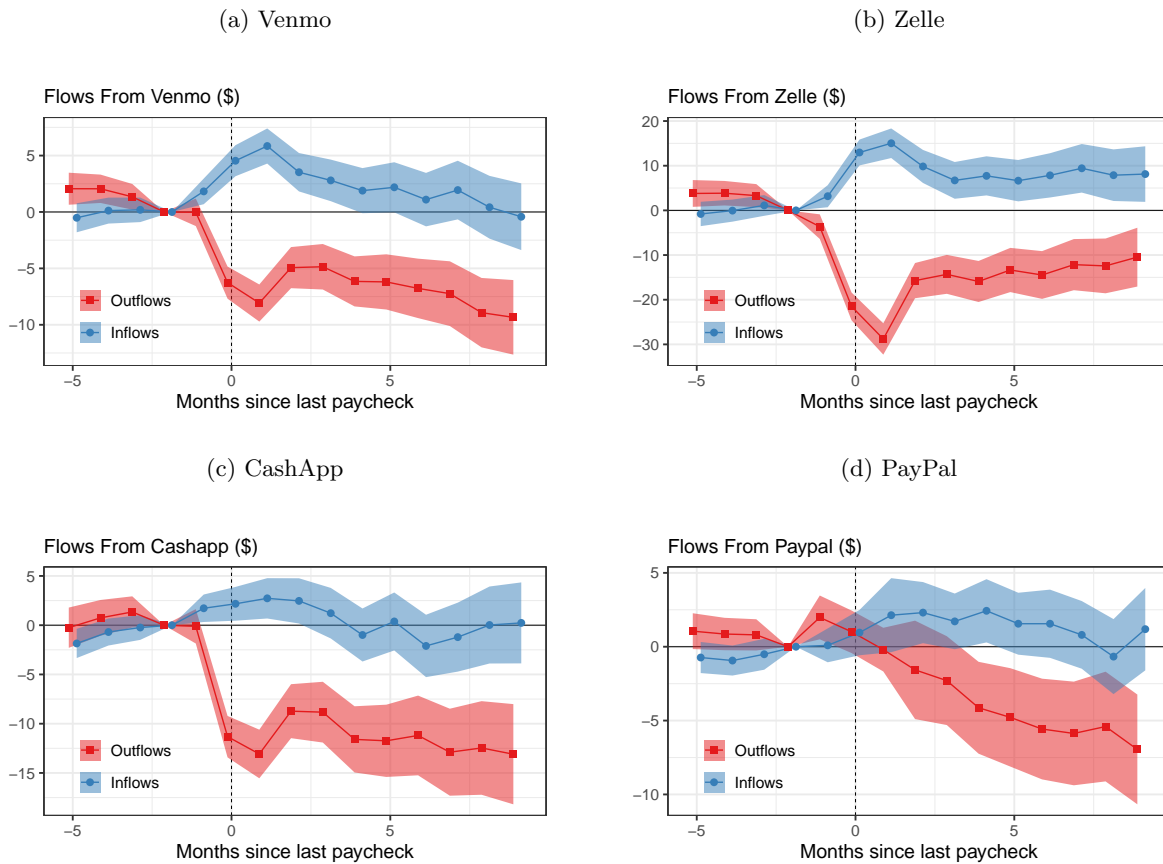 (a) Venmo
Flows From Venmo ($)
5
0
−5
−10
Outflows
Inflows
−5
0
5
Months since last paycheck
(b) Zelle
Flows From Zelle ($)
20
10
0
−10
−20
−30
Outflows
Inflows
−5
0
5
Months since last paycheck
(c) CashApp
Flows From Cashapp ($)
5
0
−5
−10
−15
Outflows
Inflows
−5
0
5
Months since last paycheck
(d) PayPal
Flows From Paypal ($)
5
0
−5
−10
Outflows
Inflows
−5
0
5
Months since last paycheck